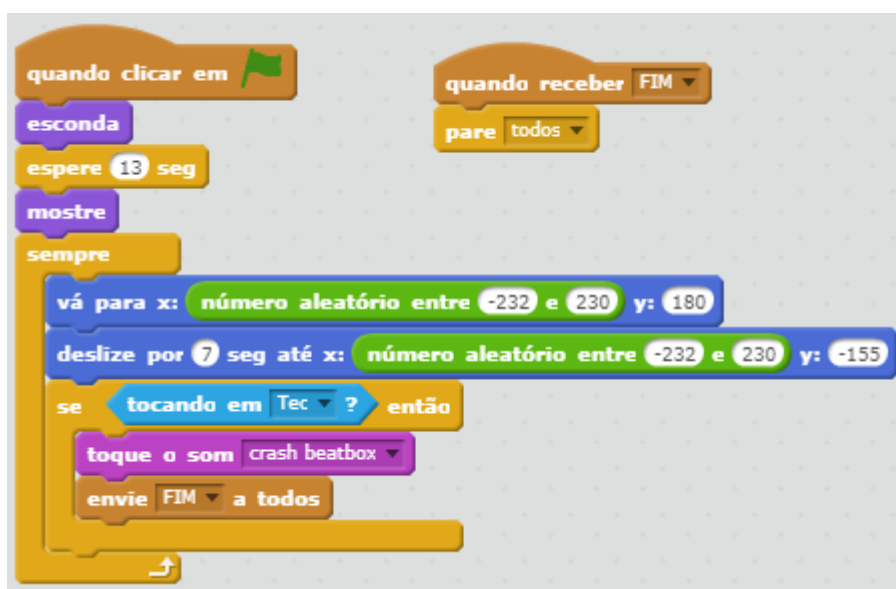 quando clicar em
esconda
espere 13 seg
mostre
sempre
vá para x: número aleatório entre -232 e 230 y: 180
deslize por 7 seg até x: número aleatório entre -232 e 230 y: -155
se tocando em Tec ? então
toque o som crash beatbox
envie FIM a todos
quando receber FIM
pare todos